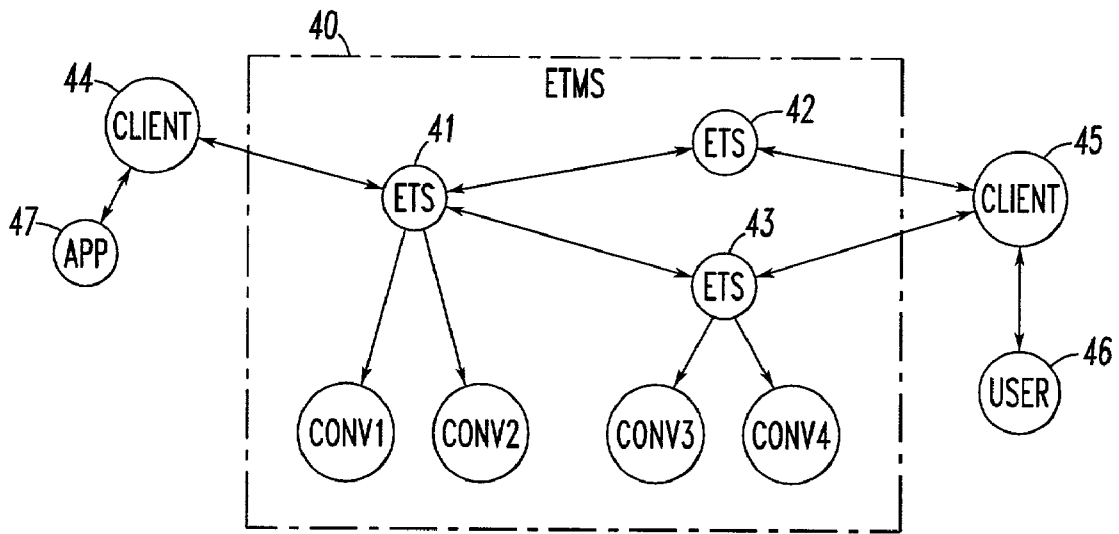 40
ETMS
44
CLIENT
42
ETS
45
CLIENT
41
ETS
47
APP
43
ETS
46
USER
CONV1
CONV2
CONV3
CONV4